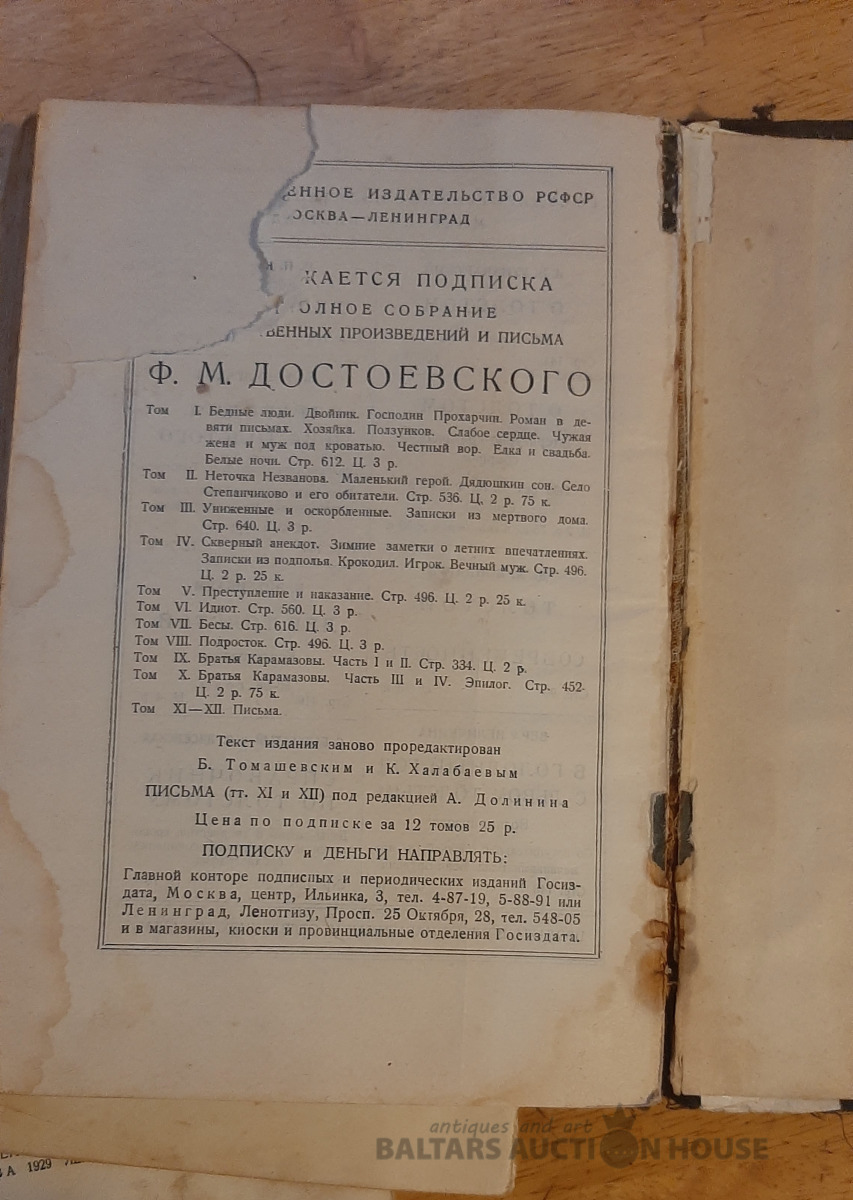 ЕННОЕ ИЗДАТЕЛЬСТВО РСФСР
ОСКВА—ЛЕНИНГРАД
КАЕТСЯ ПОДПИСКА
ОЛНОЕ СОБРАНИЕ
ВЕННЫХ ПРОИЗВЕДЕНИЙ И ПИСЬМА
Ф. М. ДОСТОЕВСКОГО
Том I. Бедные люди. Двойник. Господин Прохарчин. Роман в де-
вяти письмах. Хозяйка. Ползунков. Слабое сердце. Чужая
жена и муж под кроватью. Честный вор. Елка и свадьба.
Белые ночи. Стр. 612. Ц. 3 р.
Том II. Неточка Незванова. Маленький герой. Дядюшкин сон. Село
Степанчиково и его обитатели. Стр. 536. Ц. 2 р. 75 к.
Том III. Униженные и оскорбленные. Записки из мертвого дома.
Стр. 640. Ц. 3 р.
Том IV. Скверный анекдот. Зимние заметки о летних впечатлениях.
Записки из подполья. Крокодил. Игрок. Вечный муж. Стр. 496.
Ц. 2 р. 25 к.
Том V. Преступление и наказание. Стр. 496. Ц. 2 р. 25 к.
Том VI. Идиот. Стр. 560. Ц. 3 р.
Том VII. Бесы. Стр. 616. Ц. 3 р.
Том VIII. Подросток. Стр. 496. Ц. 3 р.
Том IX. Братья Карамазовы. Часть I и II. Стр. 334. Ц. 2 р.
Том X. Братья Карамазовы. Часть III и IV. Эпилог. Стр. 452.
Ц. 2 р. 75 к.
Том XI—XII. Письма.
Текст издания заново проредактирован
Б. Томашевским и К. Халабаевым
ПИСЬМА (тт. XI и XII) под редакцией А. Долинина
Цена по подписке за 12 томов 25 р.
ПОДПИСКУ и ДЕНЬГИ НАПРАВЛЯТЬ:
Главной конторе подписных и периодических изданий Госиз-
дата, Москва, центр, Ильинка, 3, тел. 4-87-19, 5-88-91 или
Ленинград, Ленотгизу, Просп. 25 Октября, 28, тел. 548-05
и в магазины, киоски и провинциальные отделения Госиздата.
antiques and art
BALTARS AUCTION HOUSE
ВА 1929